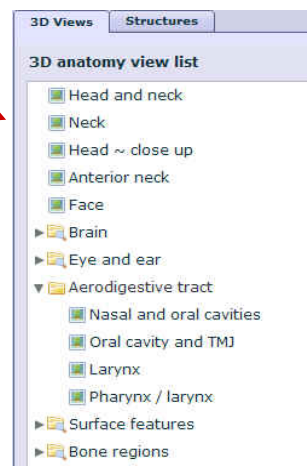 3D Views Structures
3D anatomy view list
Head and neck
Neck
Head ~ close up
Anterior neck
Face
Brain
Eye and ear
Aerodigestive tract
Nasal and oral cavities
Oral cavity and TMJ
Larynx
Pharynx / larynx
Surface features
Bone regions